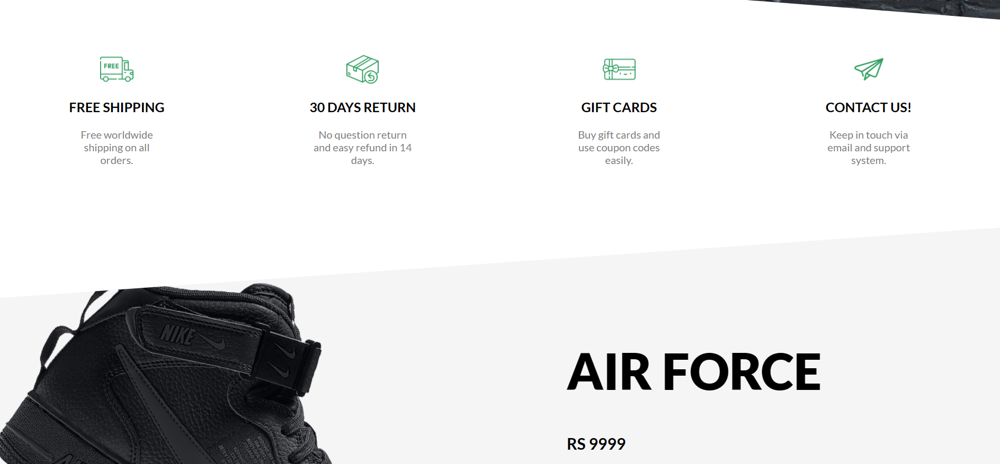 FREE
FREE SHIPPING
Free worldwide
shipping on all
orders.
30 DAYS RETURN
No question return
and easy refund in 14
days.
GIFT CARDS
Buy gift cards and
use coupon codes
easily.
CONTACT US!
Keep in touch via
email and support
system.
NIKE
AIR FORCE
RS 9999